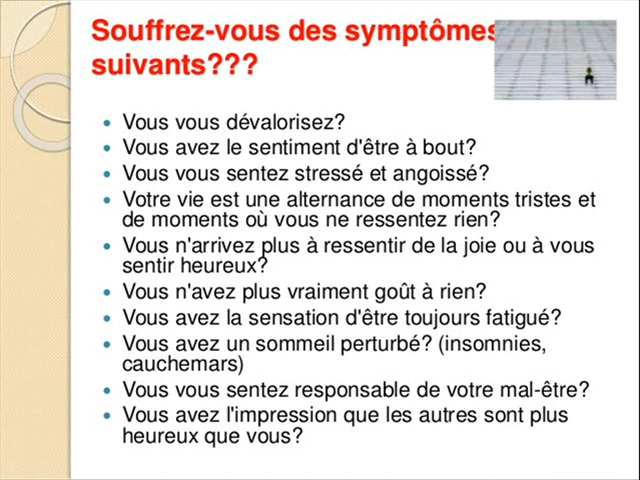 Souffrez-vous des symptômes
suivants???
Vous vous dévalorisez?
Vous avez le sentiment d'être à bout?
Vous vous sentez stressé et angoissé?
Votre vie est une alternance de moments tristes et
de moments où vous ne ressentez rien?
Vous n'arrivez plus à ressentir de la joie ou à vous
sentir heureux?
Vous n'avez plus vraiment goût à rien?
Vous avez la sensation d'être toujours fatigué?
Vous avez un sommeil perturbé? (insomnies,
cauchemars)
Vous vous sentez responsable de votre mal-être?
Vous avez l'impression que les autres sont plus
heureux que vous?